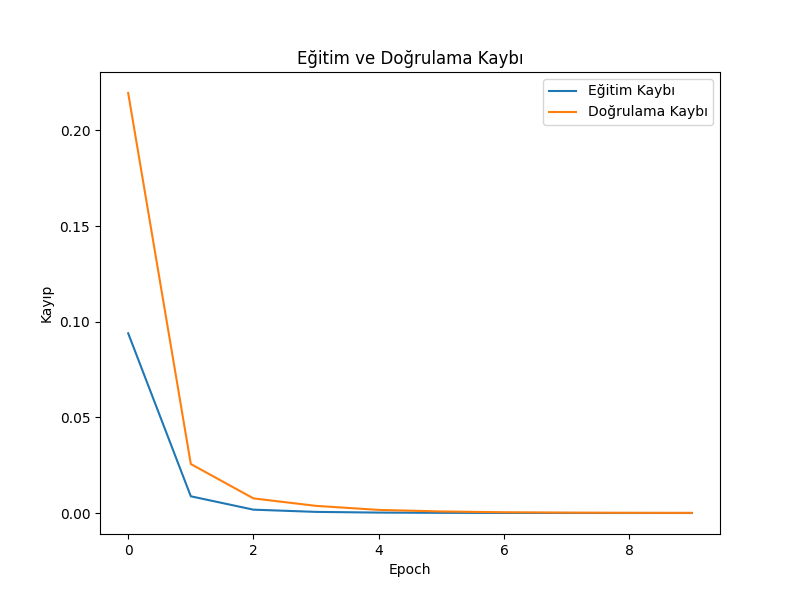 Eğitim ve Doğrulama Kaybı
Eğitim Kaybı
Doğrulama Kaybı
0.20
0.15
0.10
0.05
0.00
Kayıp
0 2 4 6 8
Epoch